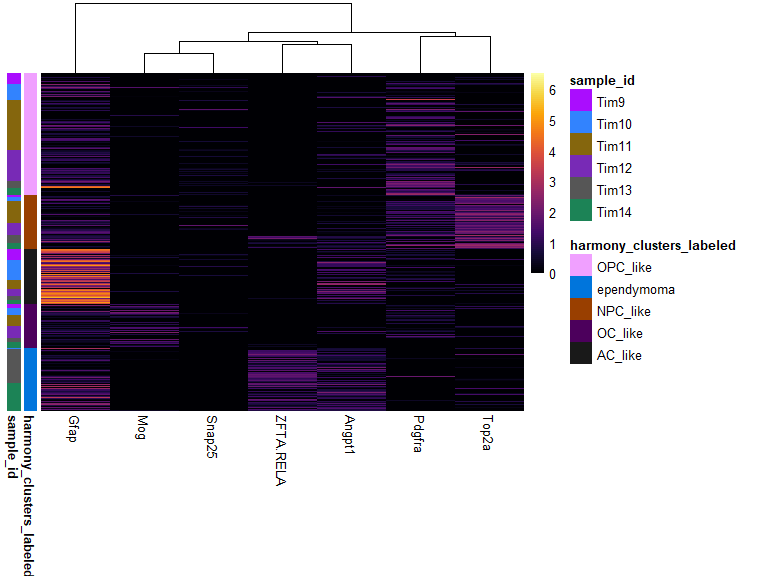 sample_id
Tim9
Tim10
Tim11
Tim12
Tim13
Tim14
harmony_clusters_labeled
OPC_like
ependymoma
NPC_like
OC_like
AC_like
6
5
4
3
2
1
0
sample_id
harmony_clusters_labeled
Gfap
Mog
Snap25
ZFTA.RELA
Angpt1
Pdgfra
Top2a